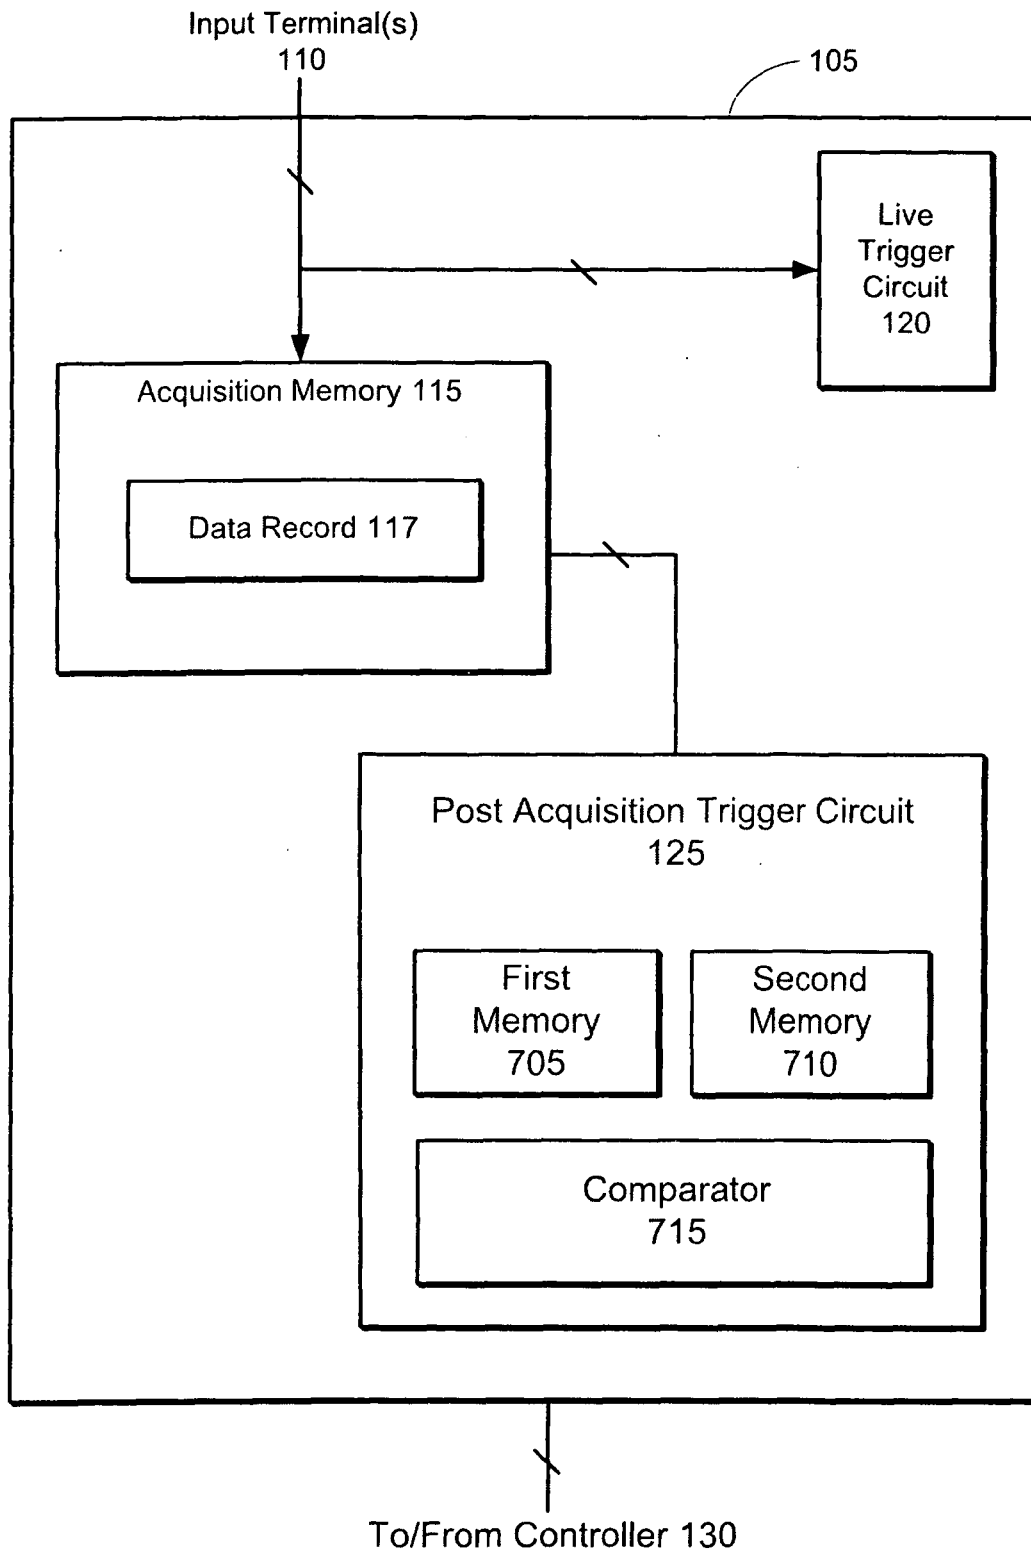 Input Terminal(s)
110
105
Live
Trigger
Circuit
120
Acquisition Memory 115
Data Record 117
Post Acquisition Trigger Circuit
125
First
Memory
705
Second
Memory
710
Comparator
715
To/From Controller 130